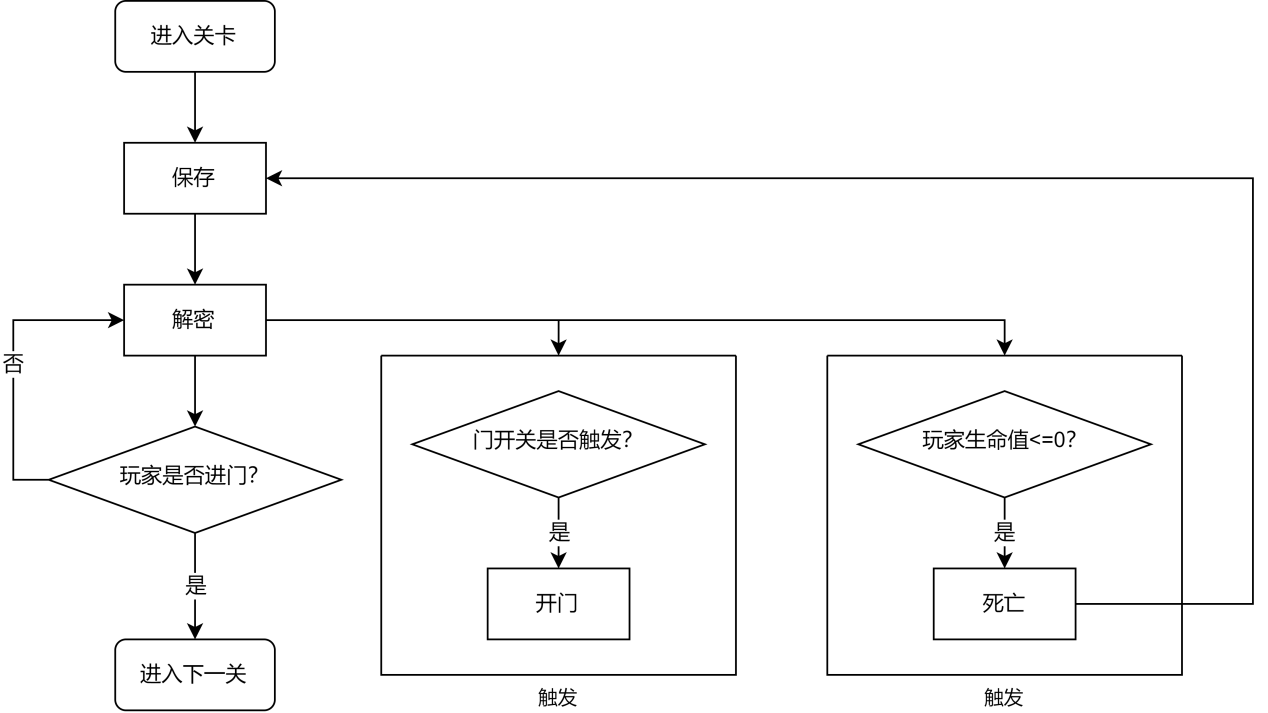 进入关卡
保存
解密
否
玩家是否进门?
是
进入下一关
门开关是否触发?
是
开门
触发
玩家生命值<=0?
是
死亡
触发